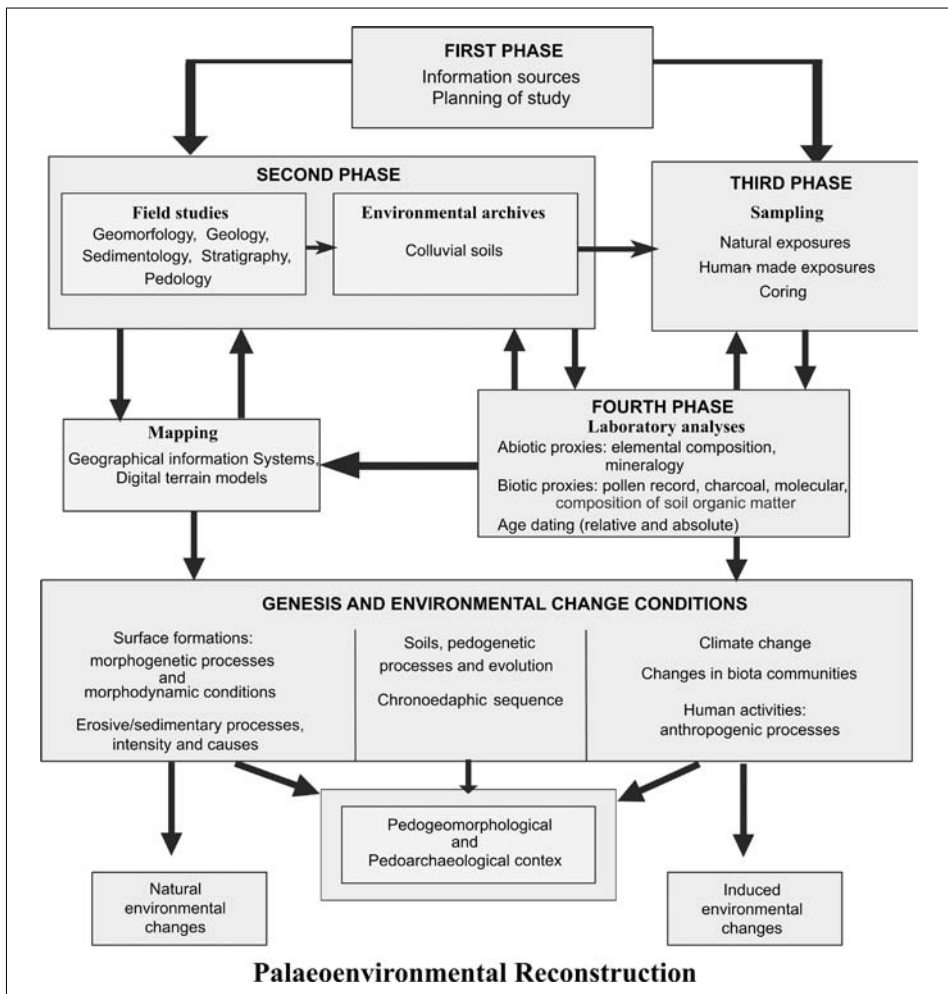 FIRST PHASE
Information sources
Planning of study
SECOND PHASE
Field studies
Geomorfology, Geology,
Sedimentology, Stratigraphy,
Pedology
Environmental archives
Colluvial soils
THIRD PHASE
Sampling
Natural exposures
Human- made exposures
Coring
Mapping
Geographical information Systems,
Digital terrain models
FOURTH PHASE
Laboratory analyses
Abiotic proxies: elemental composition,
mineralogy
Biotic proxies: pollen record, charcoal, molecular,
composition of soil organic matter
Age dating (relative and absolute)
GENESIS AND ENVIRONMENTAL CHANGE CONDITIONS
Surface formations:
morphogenetic processes
and
morphodynamic conditions
Erosive/sedimentary processes,
intensity and causes
Soils, pedogenetic
processes and evolution
Chronoedaphic sequence
Climate change
Changes in biota communities
Human activities:
anthropogenic processes
Pedogeomorphological
and
Pedoarchaeological contex
Natural
environmental
changes
Induced
environmental
changes
Palaeoenvironmental Reconstruction